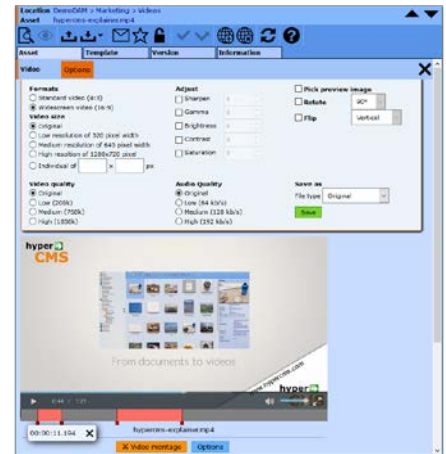 Location DemoDAM > Marketing > Videos
Asset hypercms-explainer.mp4
Asset Template Version Information
Video Options
Formats
Standard video (4:3)
Widescreen video (16:9)
Video size
Original
Low resolution of 320 pixel width
Medium resolution of 640 pixel width
High resoltion of 1280x720 pixel
Individual of x px
Adjust
Sharpen
Gamma
Brightness
Contrast
Saturation
Pick preview image
Rotate 90°
Flip Vertical
Video quality
Original
Low (200k)
Medium (768k)
High (1856k)
Audio Quality
Original
Low (64 kb/s)
Medium (128 kb/s)
High (192 kb/s)
Save as
File type Original
Save
hyper
CMS
From documents to videos
www.hypercms.com
hyper
00:00:11.194
hypercms-explainer.mp4
Video montage Options